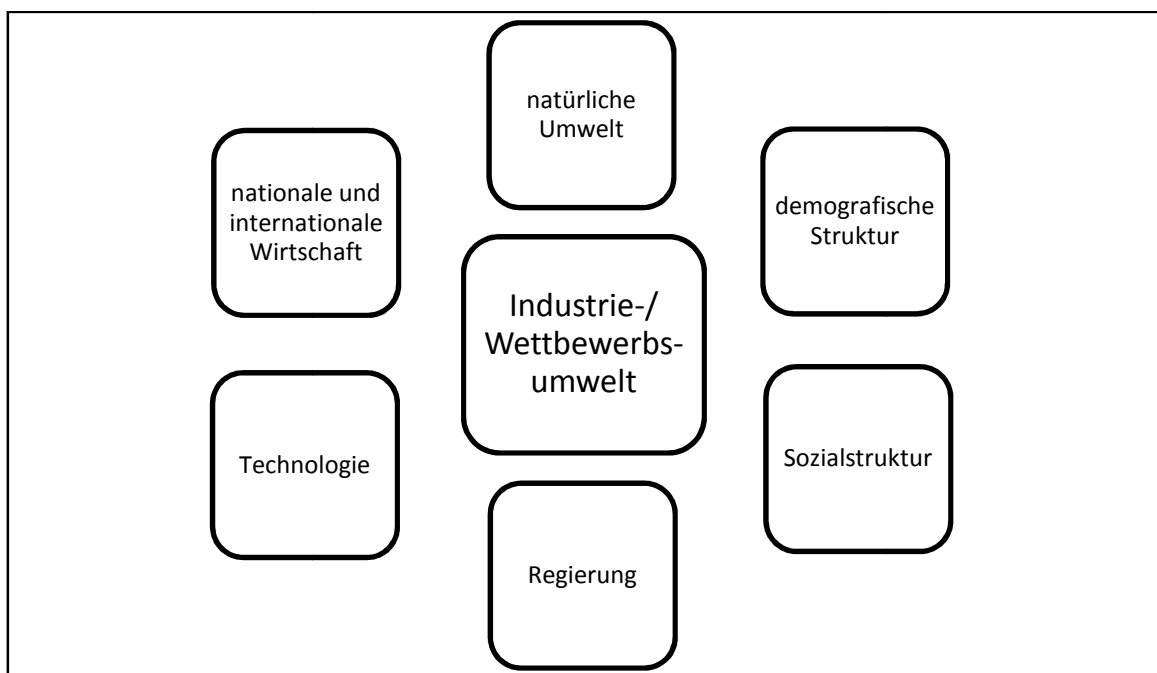 natürliche
Umwelt
nationale und
internationale
Wirtschaft
demografische
Struktur
Industrie-/
Wettbewerbs-
umwelt
Technologie
Sozialstruktur
Regierung